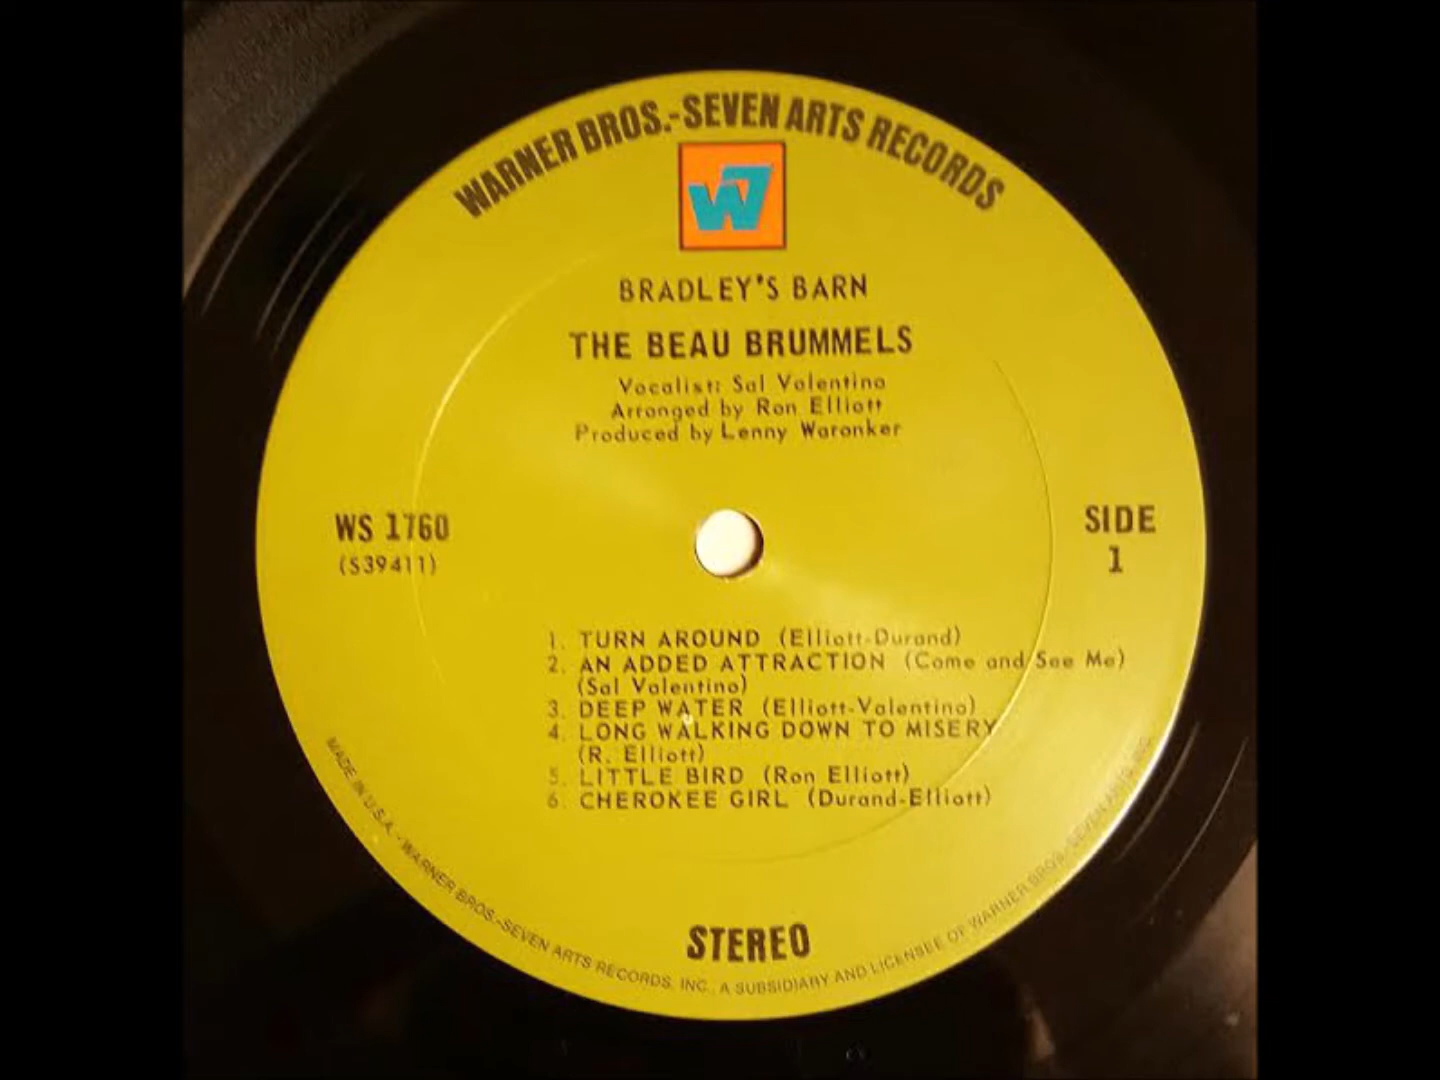 WARNER BROS.-SEVEN ARTS RECORDS
W7
BRADLEY'S BARN
THE BEAU BRUMMELS
Vocalist: Sal Valentino
Arranged by Ron Elliott
Produced by Lenny Waronker
WS 1760
(S39411)
SIDE
1
1. TURN AROUND (Elliott-Durand)
2. AN ADDED ATTRACTION (Come and See Me)
(Sal Valentino)
3. DEEP WATER (Elliott-Valentino)
4. LONG WALKING DOWN TO MISERY
(R. Elliott)
5. LITTLE BIRD (Ron Elliott)
6. CHEROKEE GIRL (Durand-Elliott)
STEREO
MADE IN U.S.A. - WARNER BROS.-SEVEN ARTS RECORDS, INC., A SUBSIDIARY AND LICENSEE OF WARNER BROS.-SEVEN ARTS, INC.